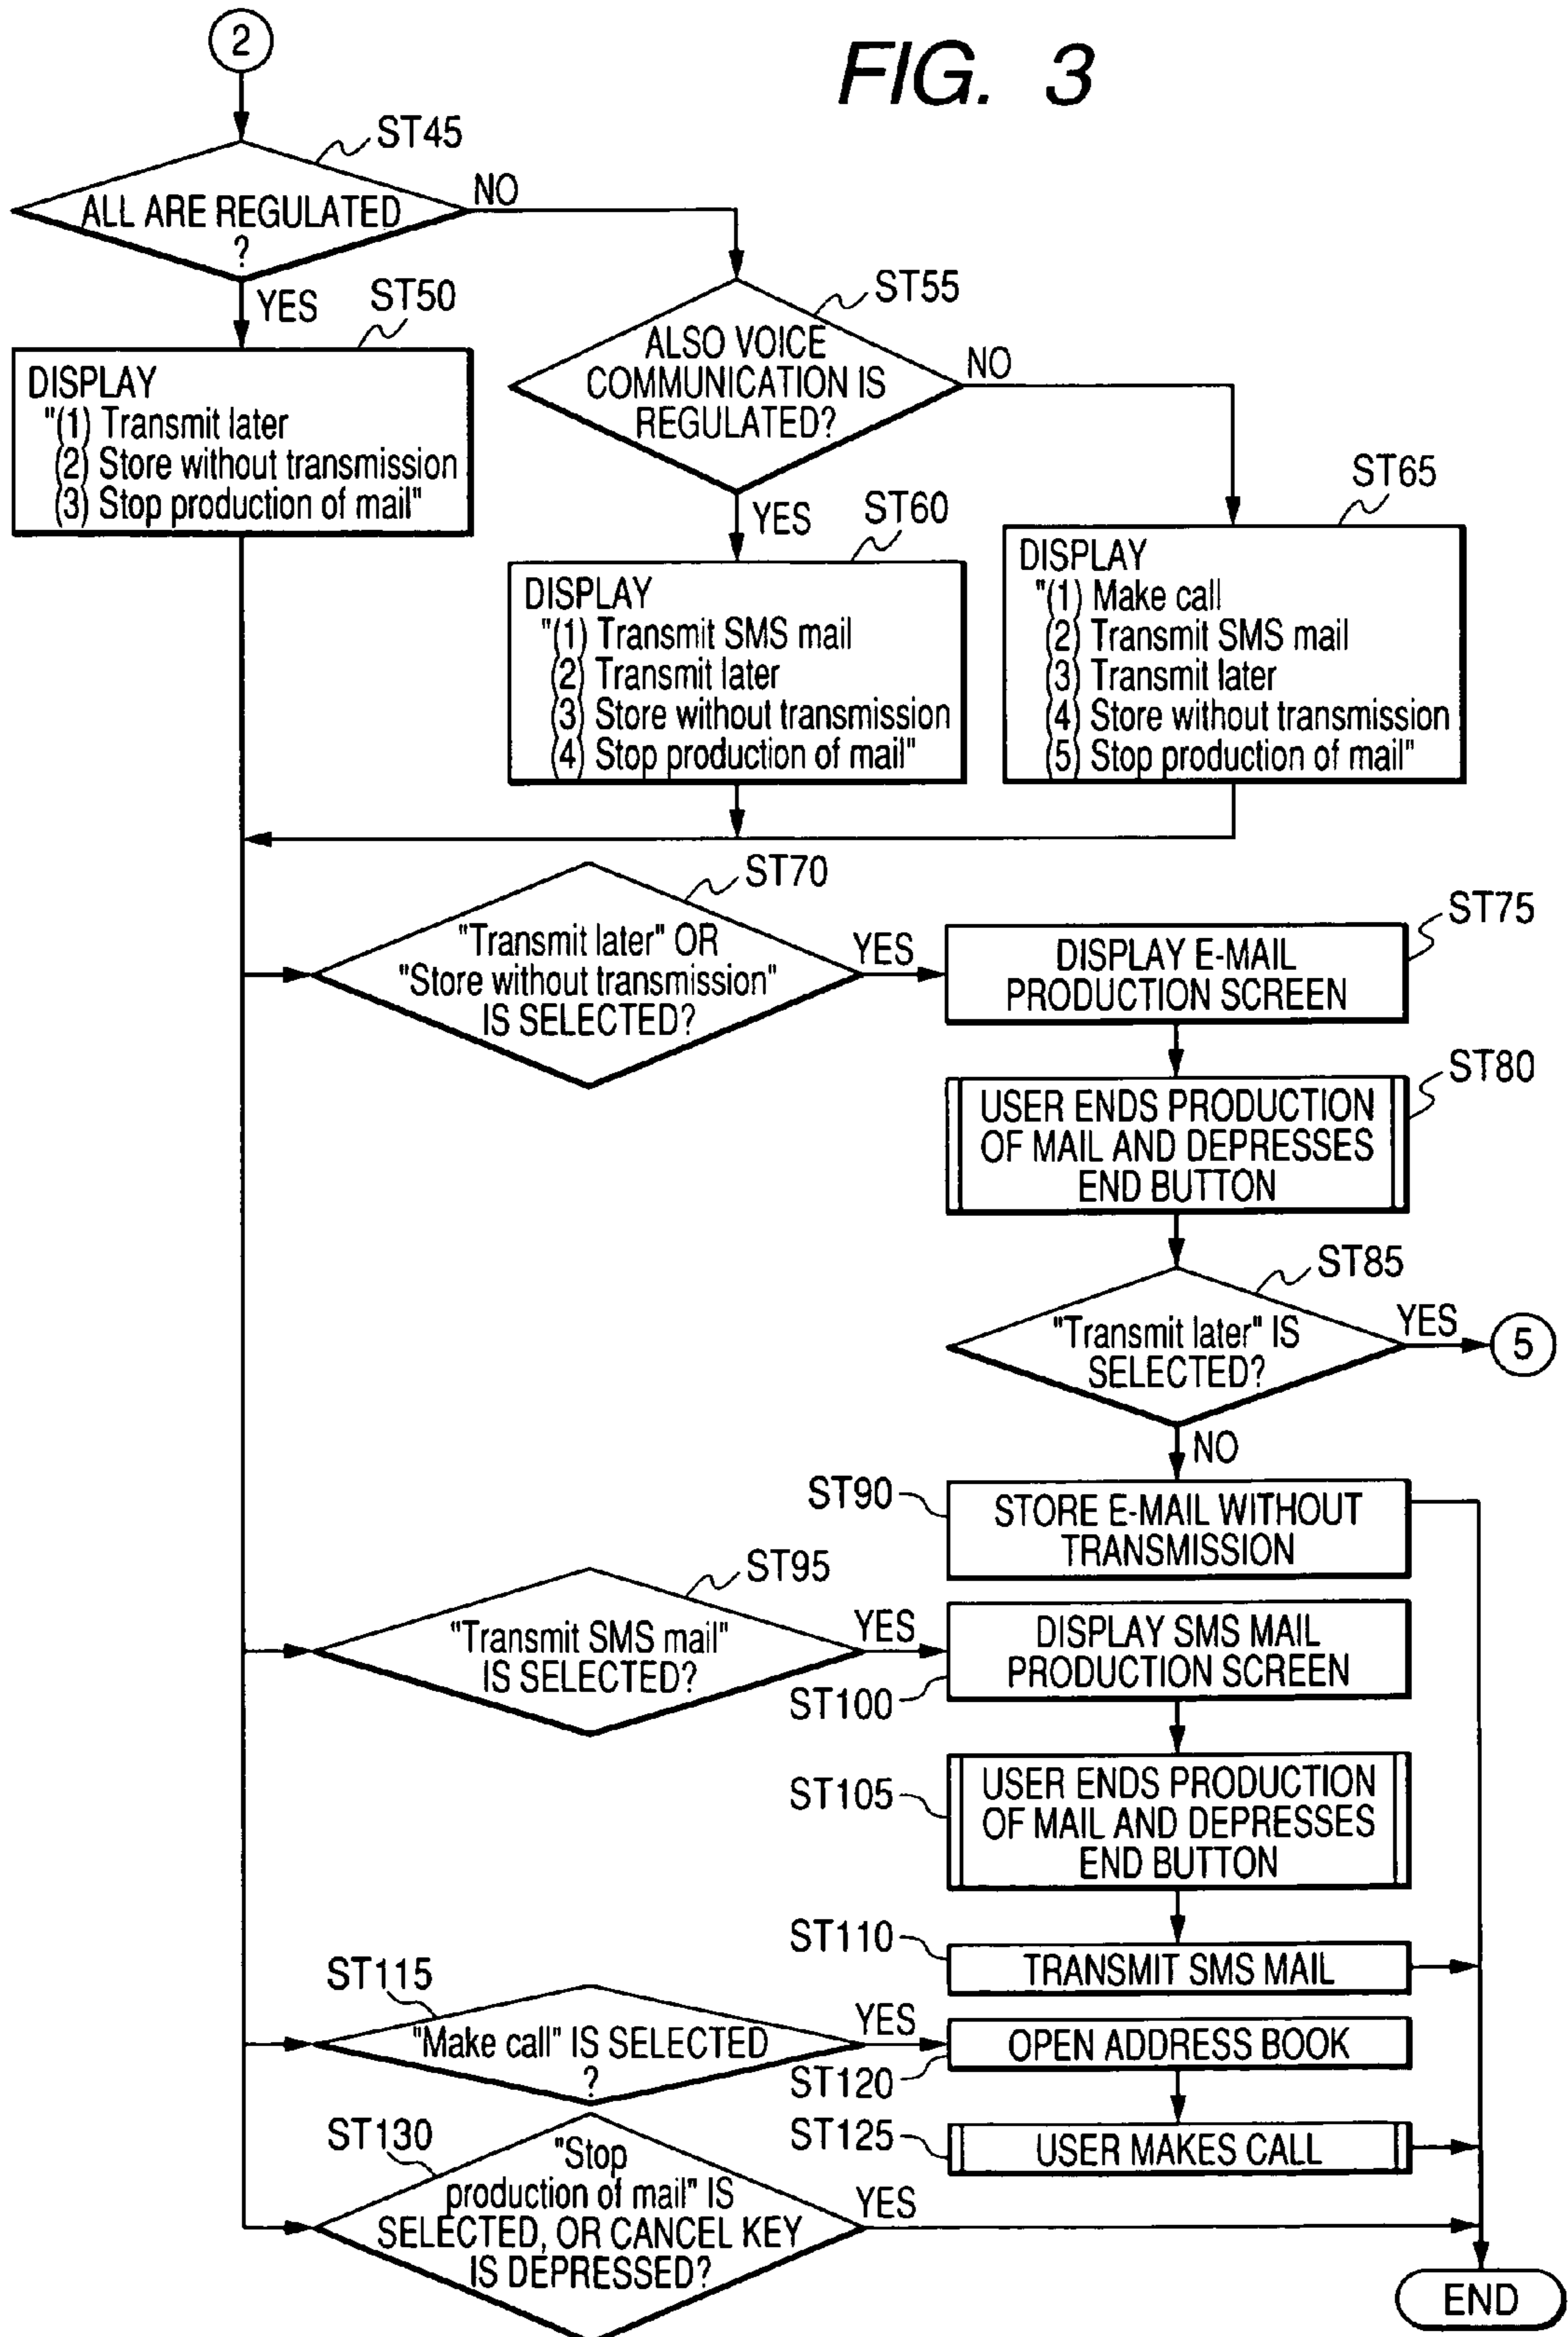 2
FIG. 3
ST45
ALL ARE REGULATED
?
NO
YES
ST50
DISPLAY
"(1) Transmit later
(2) Store without transmission
(3) Stop production of mail"
ST55
ALSO VOICE
COMMUNICATION IS
REGULATED?
NO
YES
ST60
DISPLAY
"(1) Transmit SMS mail
(2) Transmit later
(3) Store without transmission
(4) Stop production of mail"
ST65
DISPLAY
"(1) Make call
(2) Transmit SMS mail
(3) Transmit later
(4) Store without transmission
(5) Stop production of mail"
ST70
"Transmit later" OR
"Store without transmission"
IS SELECTED?
YES
ST75
DISPLAY E-MAIL
PRODUCTION SCREEN
ST80
USER ENDS PRODUCTION
OF MAIL AND DEPRESSES
END BUTTON
ST85
"Transmit later" IS
SELECTED?
YES
5
NO
ST90
STORE E-MAIL WITHOUT
TRANSMISSION
ST95
"Transmit SMS mail"
IS SELECTED?
YES
DISPLAY SMS MAIL
PRODUCTION SCREEN
ST100
ST105
USER ENDS PRODUCTION
OF MAIL AND DEPRESSES
END BUTTON
ST110
TRANSMIT SMS MAIL
ST115
"Make call" IS SELECTED
?
YES
OPEN ADDRESS BOOK
ST120
ST125
USER MAKES CALL
ST130
"Stop
production of mail" IS
SELECTED, OR CANCEL KEY
IS DEPRESSED?
YES
END